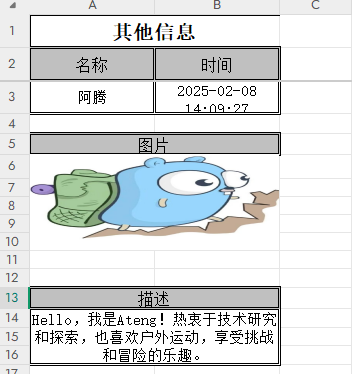 A B C
1 其他信息
2 名称 时间
3 阿腾 2025-02-08
14:09:27
4
5 图片
6
7
8
9
10
11
12
13 描述
14 Hello，我是Ateng！热衷于技术研究
15 和探索，也喜欢户外运动，享受挑战
16 和冒险的乐趣。
17